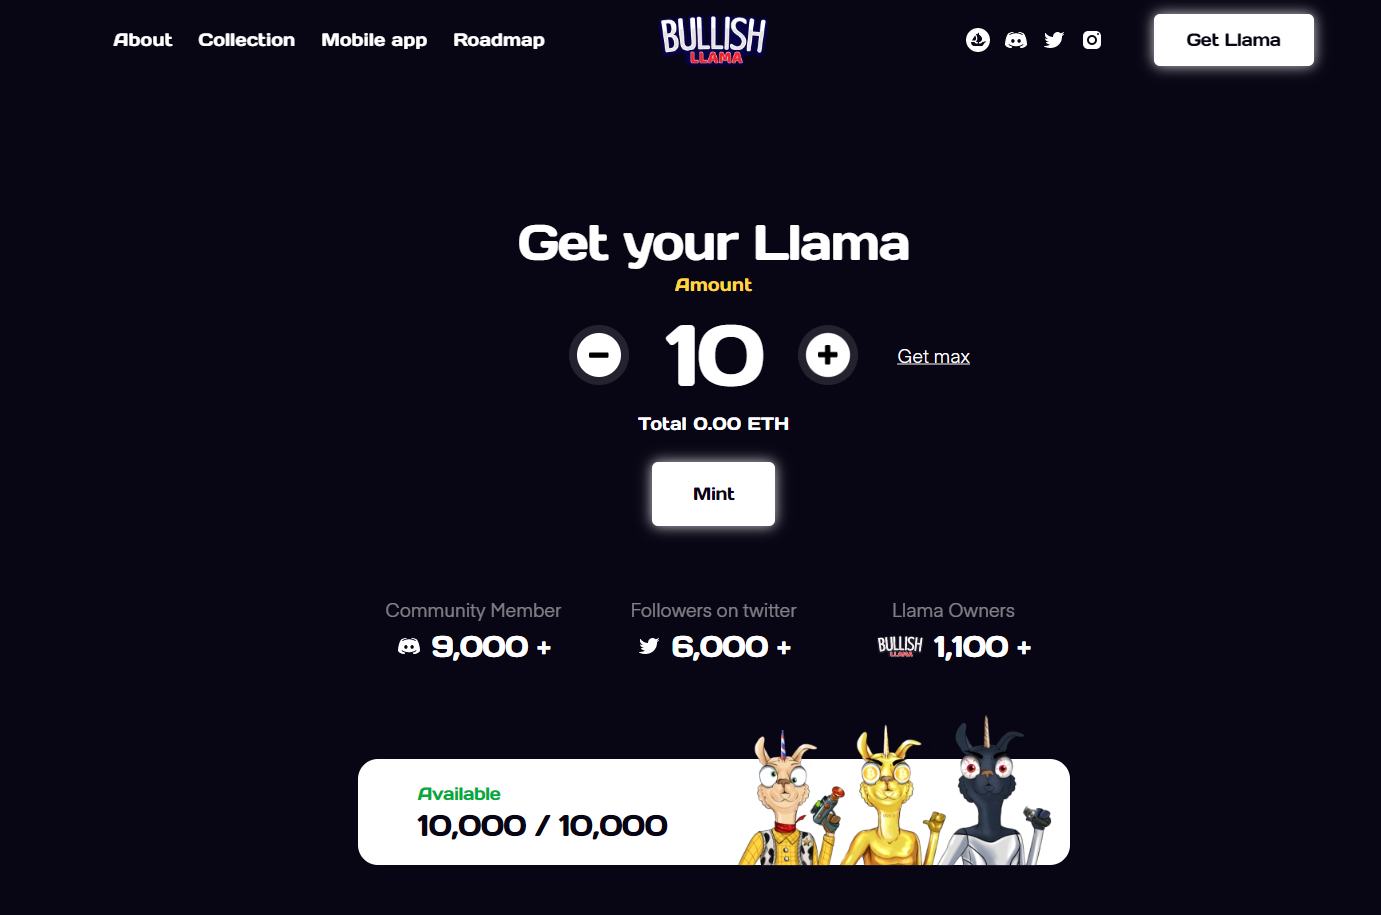 About Collection Mobile app Roadmap
BULLISH
LLAMA
Get Llama
Get your Llama
Amount
10
Get max
Total 0.00 ETH
Mint
Community Member Followers on twitter Llama Owners
9,000 + 6,000 + BULLISH LLAMA 1,100 +
Available
10,000 / 10,000